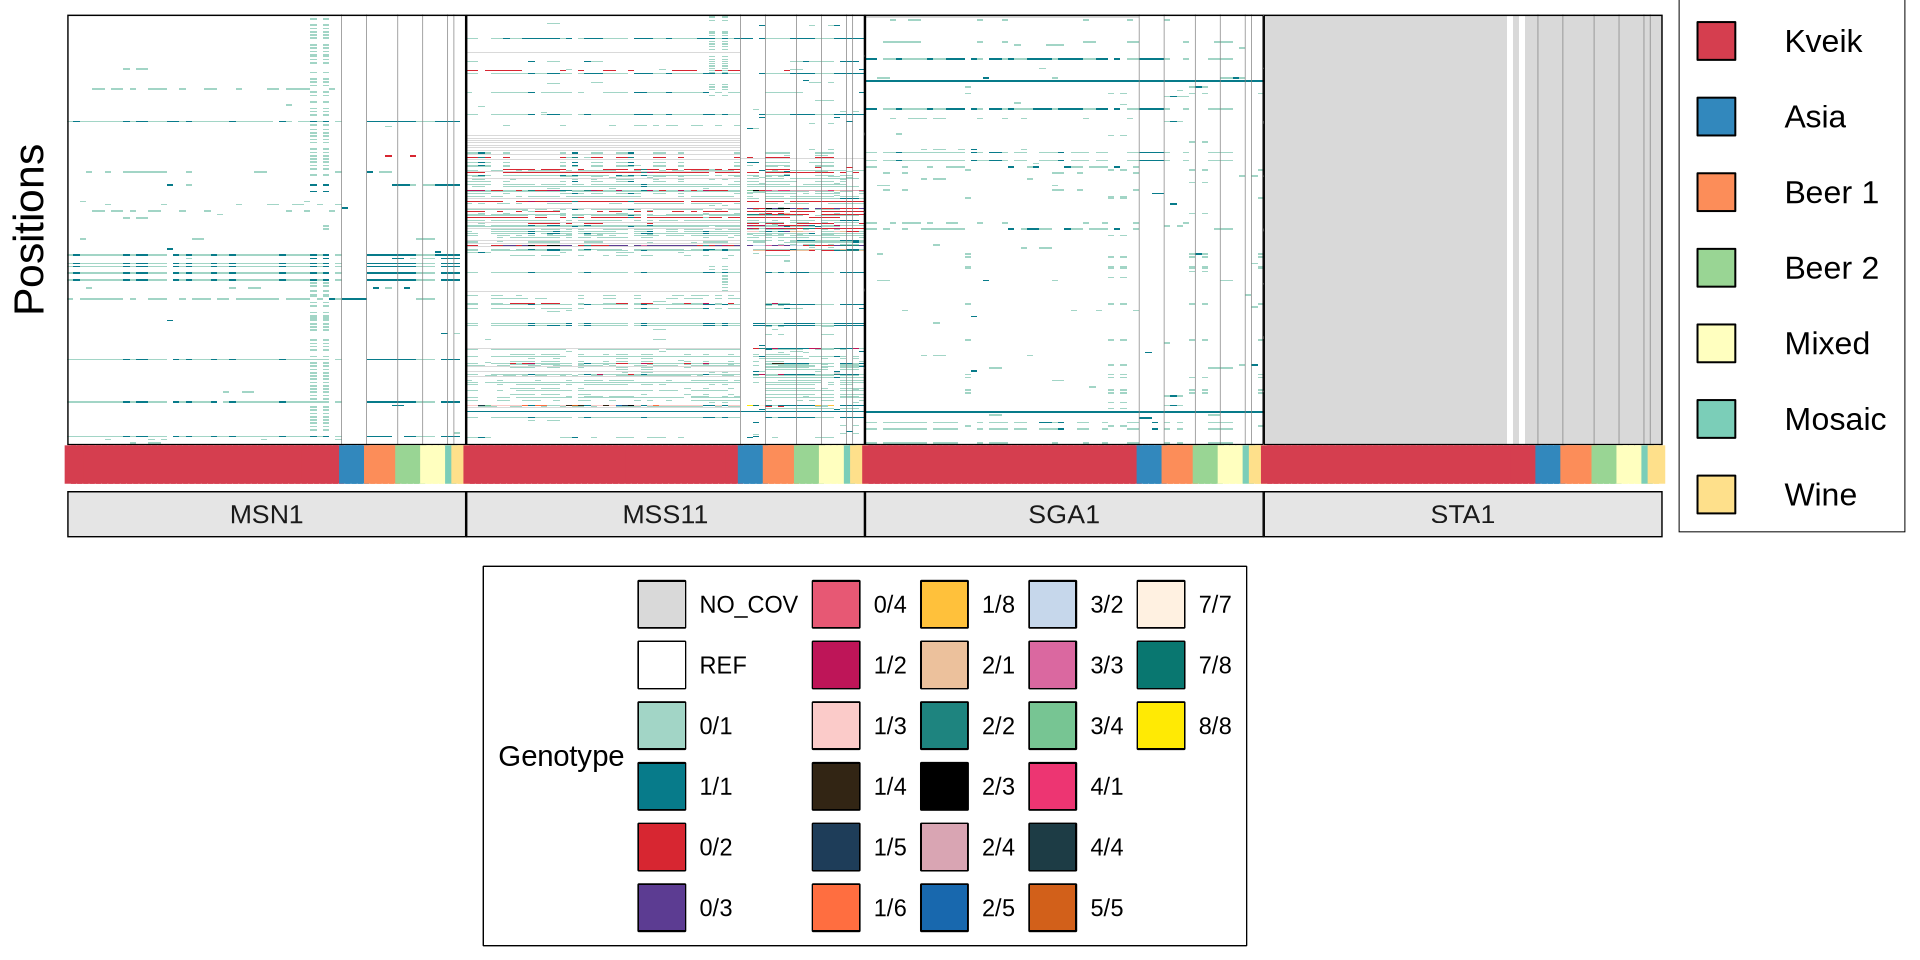 Positions
Kveik
Asia
Beer 1
Beer 2
Mixed
Mosaic
Wine
MSN1 MSS11 SGA1 STA1
Genotype
NO_COV 0/4 1/8 3/2 7/7
REF 1/2 2/1 3/3 7/8
0/1 1/3 2/2 3/4 8/8
1/1 1/4 2/3 4/1
0/2 1/5 2/4 4/4
0/3 1/6 2/5 5/5